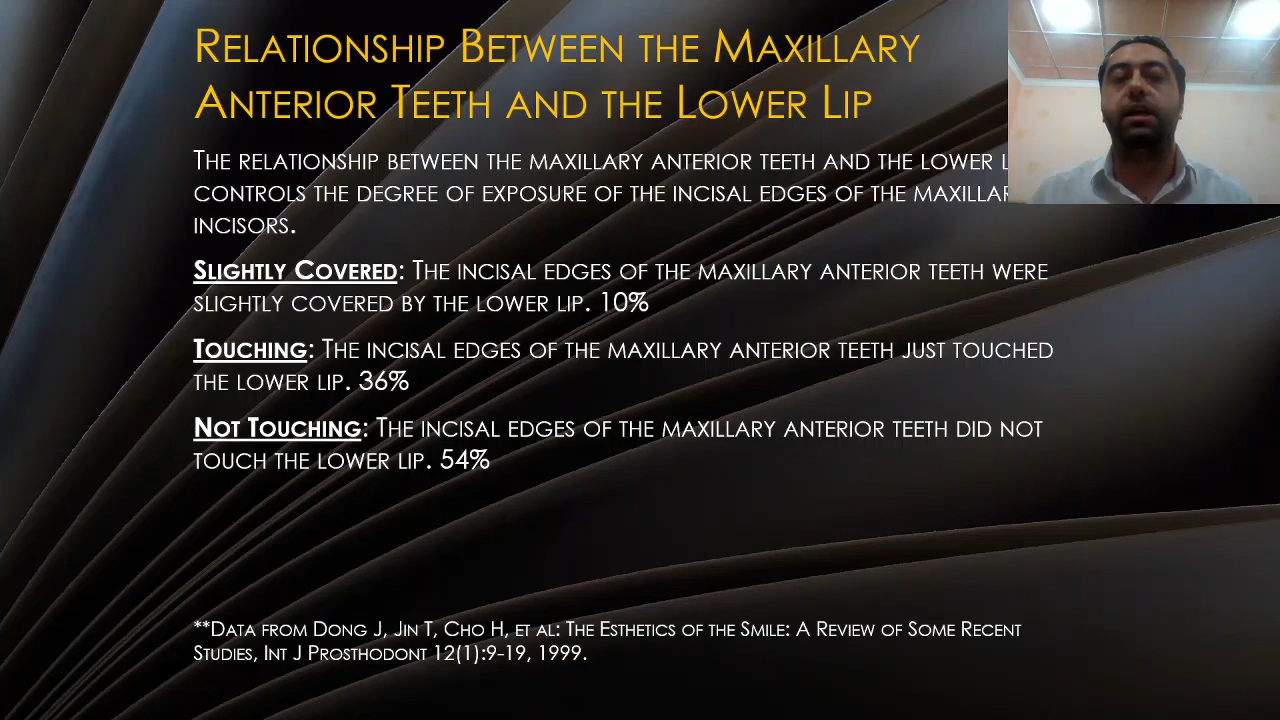 Relationship Between the Maxillary
Anterior Teeth and the Lower Lip
The relationship between the maxillary anterior teeth and the lower
controls the degree of exposure of the incisal edges of the
incisors.
Slightly Covered: The incisal edges of the maxillary anterior teeth were
slightly covered by the lower lip. 10%
Touching: The incisal edges of the maxillary anterior teeth just touched
the lower lip. 36%
Not Touching: The incisal edges of the maxillary anterior teeth did not
touch the lower lip. 54%
**Data from Dong J, Jin T, Cho H, et al: The Esthetics of the Smile: A Review of Some Recent
Studies, Int J Prosthodont 12(1):9-19, 1999.